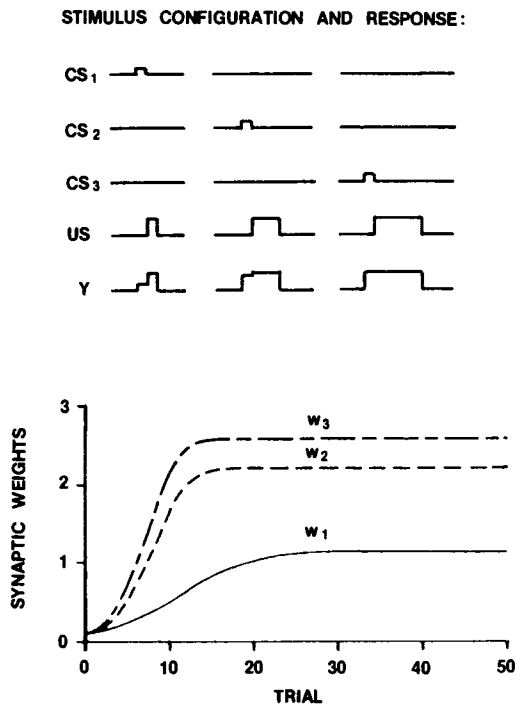 STIMULUS CONFIGURATION AND RESPONSE:
CS1
CS2
CS3
US
Y
3
2
1
0
SYNAPTIC WEIGHTS
W3
W2
W1
0 10 20 30 40 50
TRIAL